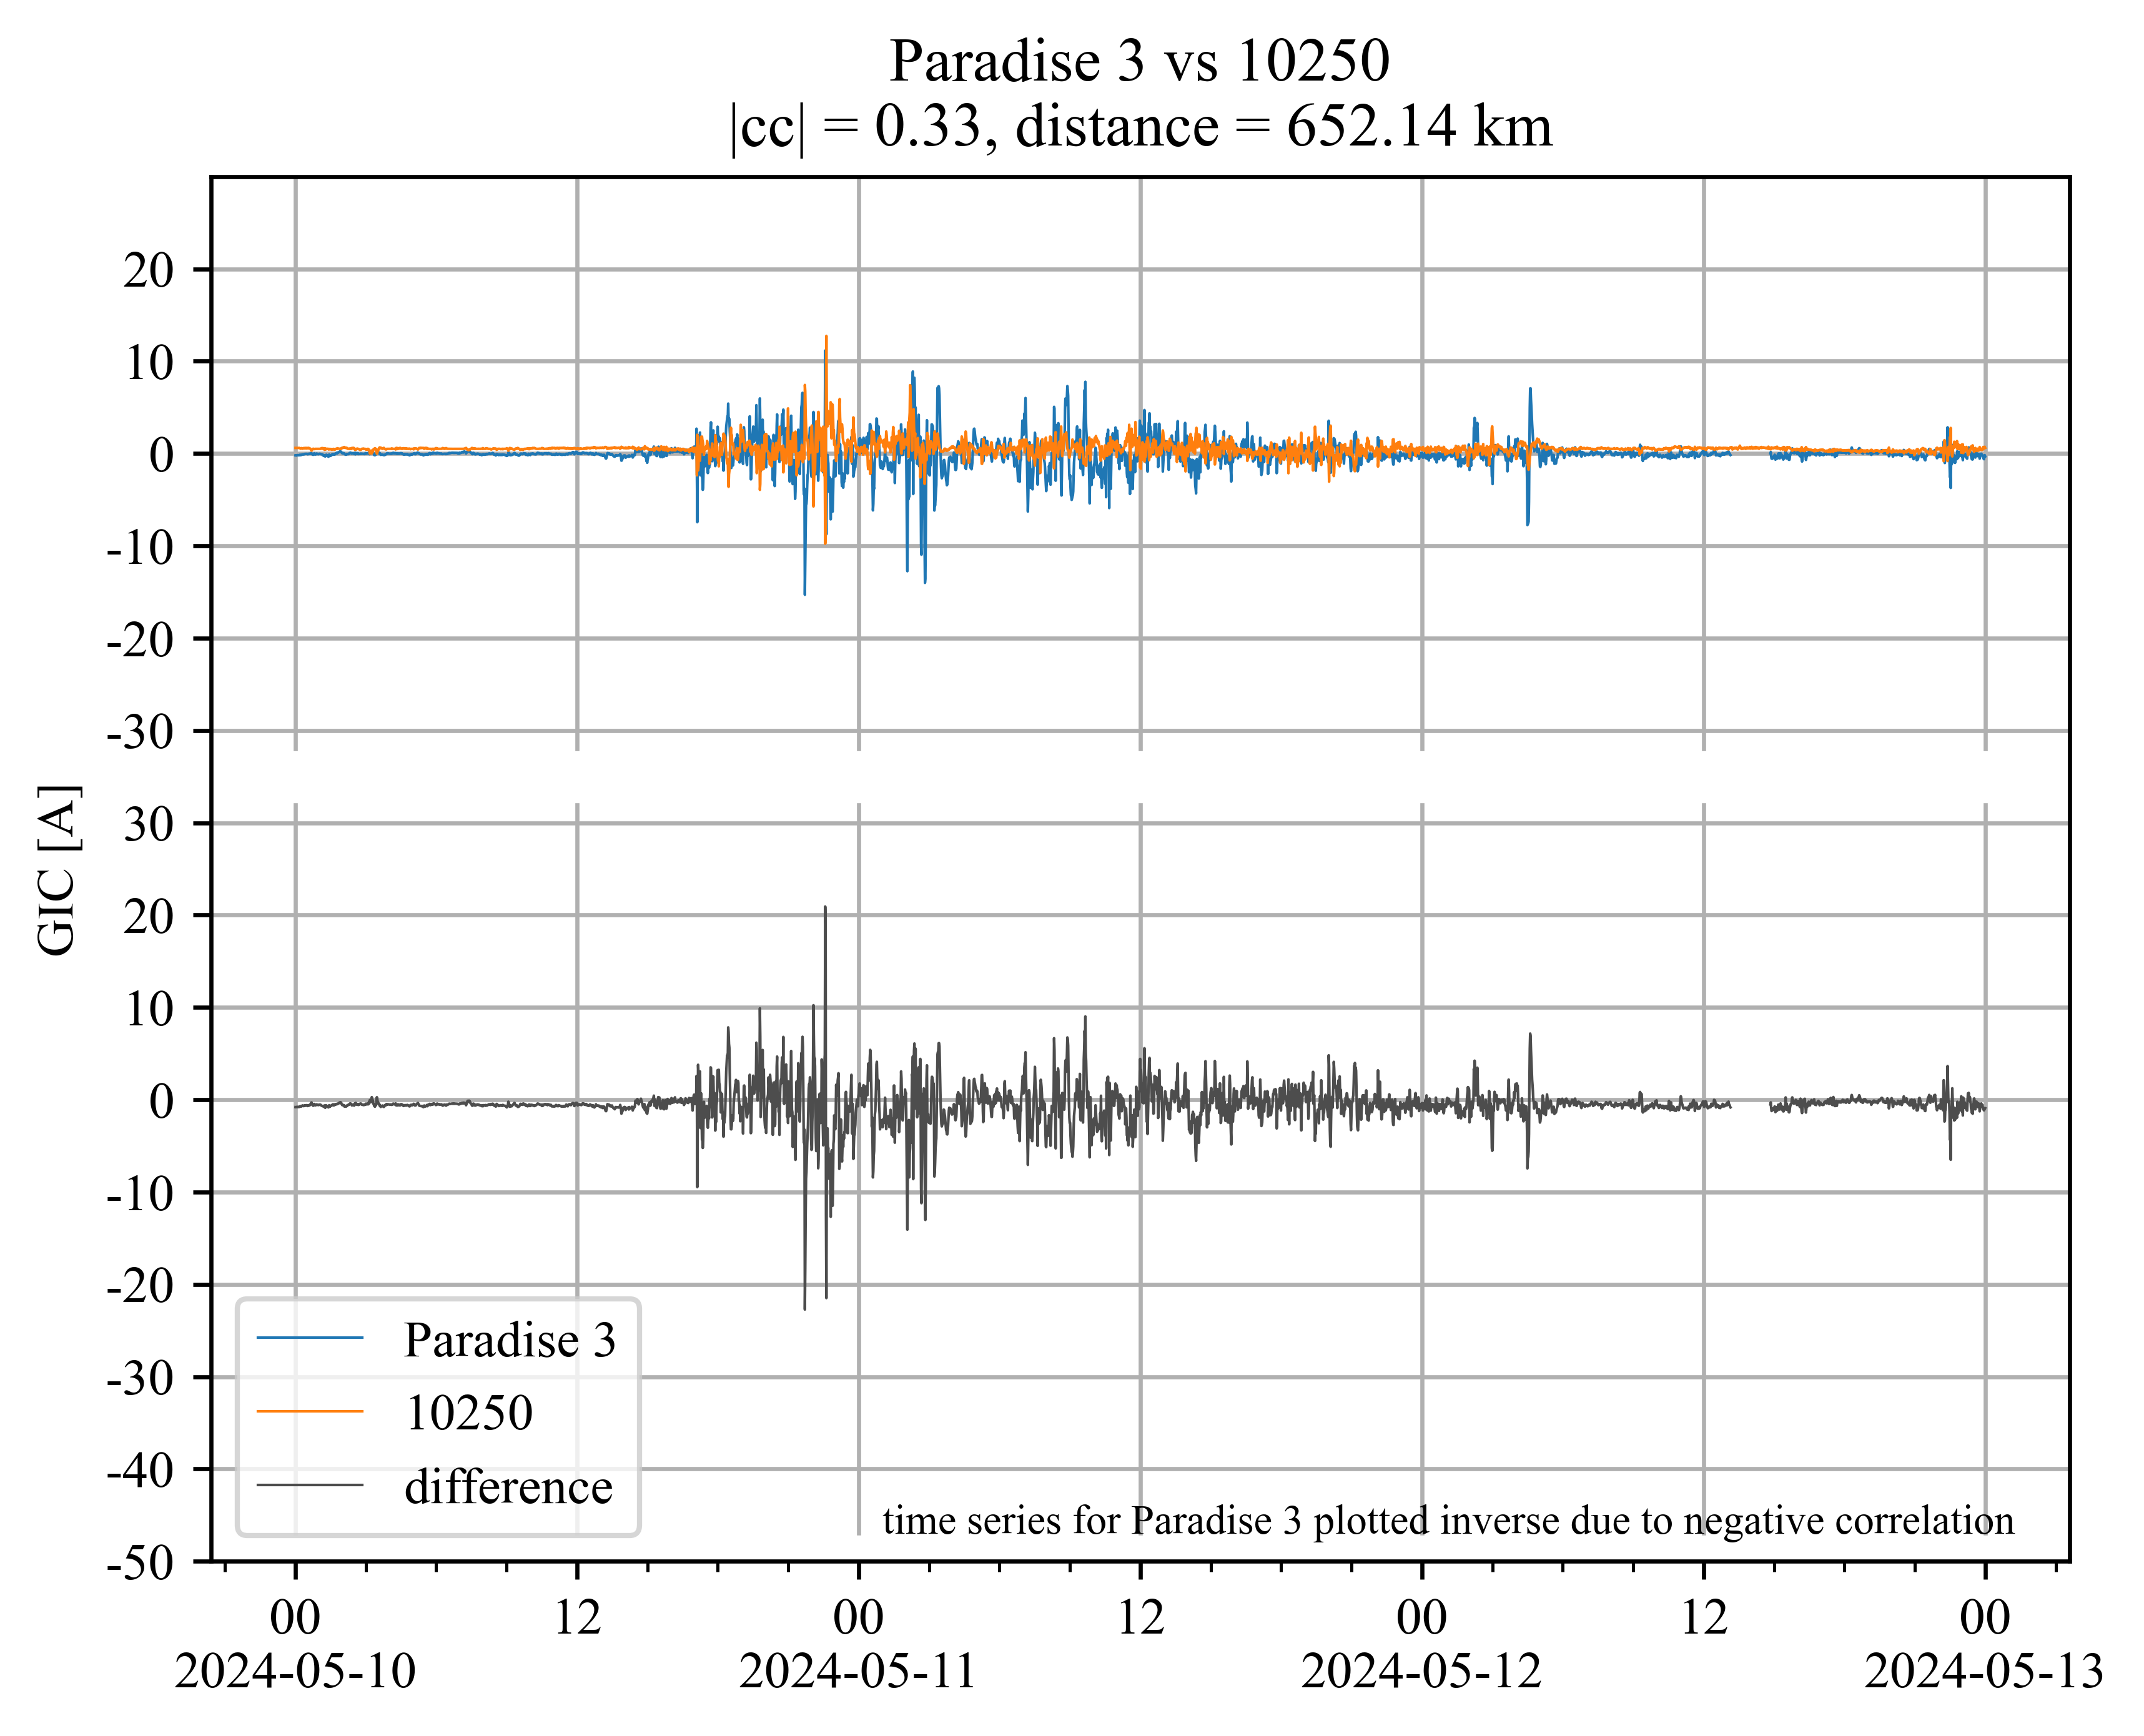 Paradise 3 vs 10250
|cc| = 0.33, distance = 652.14 km
20
10
0
-10
-20
-30
30
20
10
0
-10
-20
-30
-40
-50
GIC [A]
Paradise 3
10250
difference
time series for Paradise 3 plotted inverse due to negative correlation
00 12 00 12 00 12 00
2024-05-10 2024-05-11 2024-05-12 2024-05-13